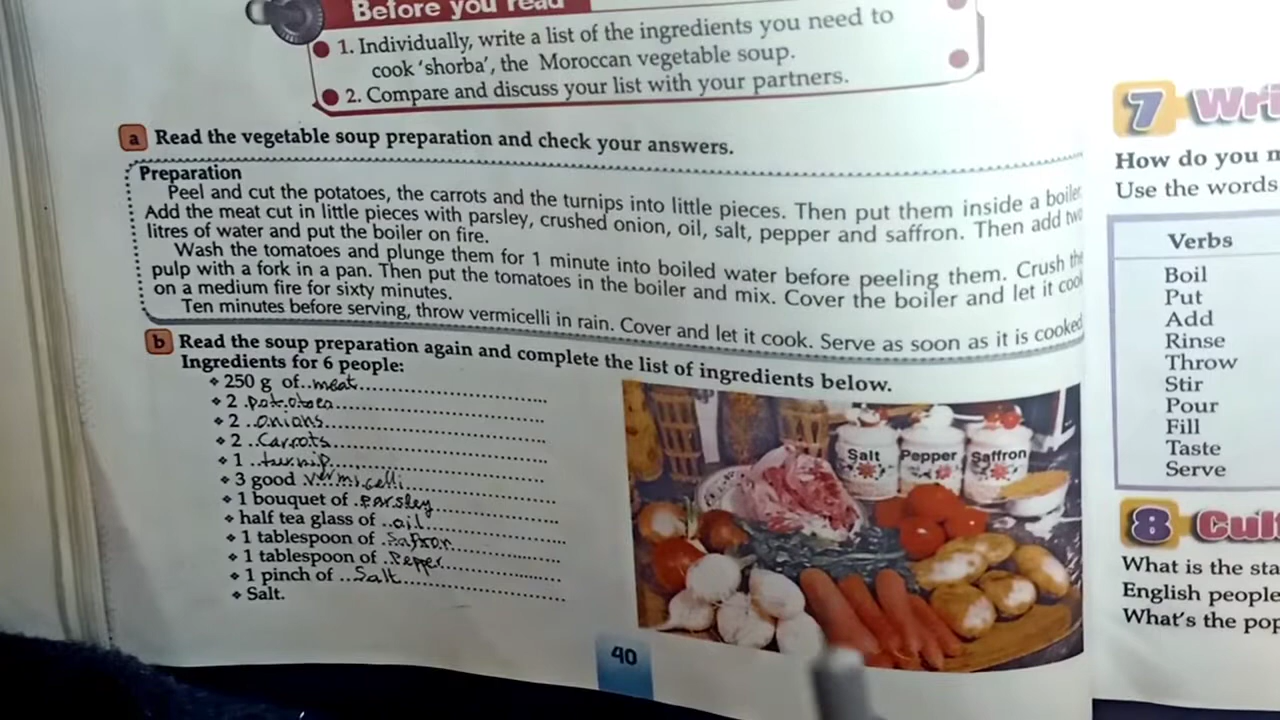 Before you read
1. Individually, write a list of the ingredients you need to
cook 'shorba', the Moroccan vegetable soup.
2. Compare and discuss your list with your partners.
a Read the vegetable soup preparation and check your answers.
Preparation
Peel and cut the potatoes, the carrots and the turnips into little pieces. Then put them inside a boiler.
Add the meat cut in little pieces with parsley, crushed onion, oil, salt, pepper and saffron. Then add two
litres of water and put the boiler on fire.
Wash the tomatoes and plunge them for 1 minute into boiled water before peeling them. Crush the
pulp with a fork in a pan. Then put the tomatoes in the boiler and mix. Cover the boiler and let it cook
on a medium fire for sixty minutes.
Ten minutes before serving, throw vermicelli in rain. Cover and let it cook. Serve as soon as it is cooked
b Read the soup preparation again and complete the list of ingredients below.
Ingredients for 6 people:
250 g of..meat
2 .potatoes
2 ..onions
2 ..Carrots
1 ..turnip
3 good .vermicelli
1 bouquet of .parsley
half tea glass of ..oil
1 tablespoon of .Saffron
1 tablespoon of .Pepper
1 pinch of ..Salt
Salt.
Salt Pepper Saffron
40
7 Wri
How do you m
Use the words
Verbs
Boil
Put
Add
Rinse
Throw
Stir
Pour
Fill
Taste
Serve
8 Cul
What is the sta
English people
What's the pop